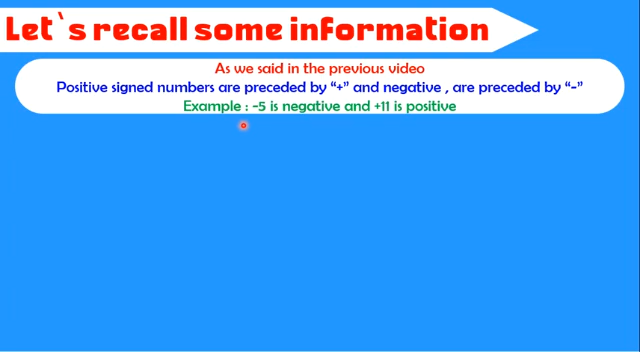 Let`s recall some information
As we said in the previous video
Positive signed numbers are preceded by “+” and negative , are preceded by “-”
Example : -5 is negative and +11 is positive